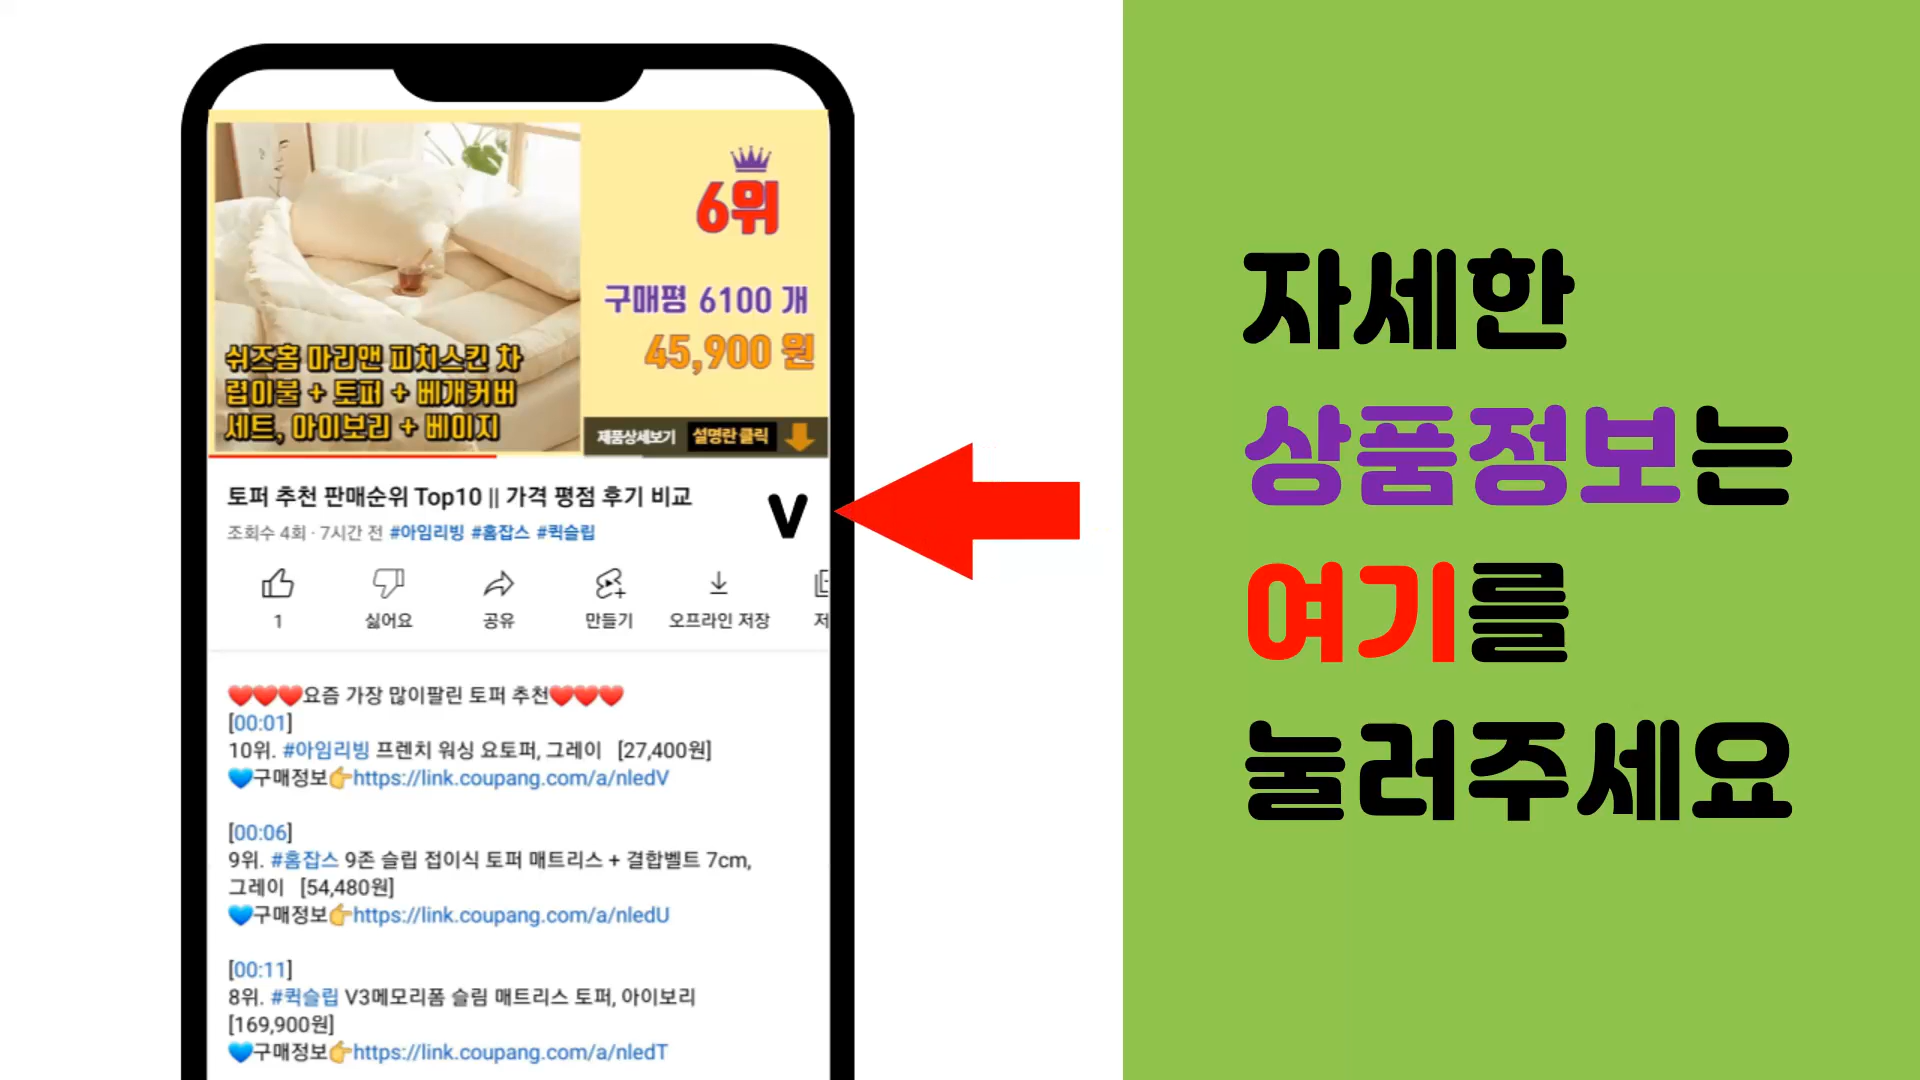 6위
구매평 6100 개
45,900 원
쉬즈홈 마리앤 피치스킨 차
렵이불 + 토퍼 + 베개커버
세트, 아이보리 + 베이지
제품상세보기 설명란 클릭
토퍼 추천 판매순위 Top10 || 가격 평점 후기 비교
V
조회수 4회 · 7시간 전 #아임리빙 #홈잡스 #퀵슬립
1 싫어요 공유 만들기 오프라인 저장 저
❤️❤️❤️요즘 가장 많이팔린 토퍼 추천❤️❤️❤️
[00:01]
10위. #아임리빙 프렌치 워싱 요토퍼, 그레이 [27,400원]
💙구매정보👉https://link.coupang.com/a/nledV
[00:06]
9위. #홈잡스 9존 슬립 접이식 토퍼 매트리스 + 결합벨트 7cm,
그레이 [54,480원]
💙구매정보👉https://link.coupang.com/a/nledU
[00:11]
8위. #퀵슬립 V3메모리폼 슬림 매트리스 토퍼, 아이보리
[169,900원]
💙구매정보👉https://link.coupang.com/a/nledT
자세한
상품정보는
여기를
눌러주세요